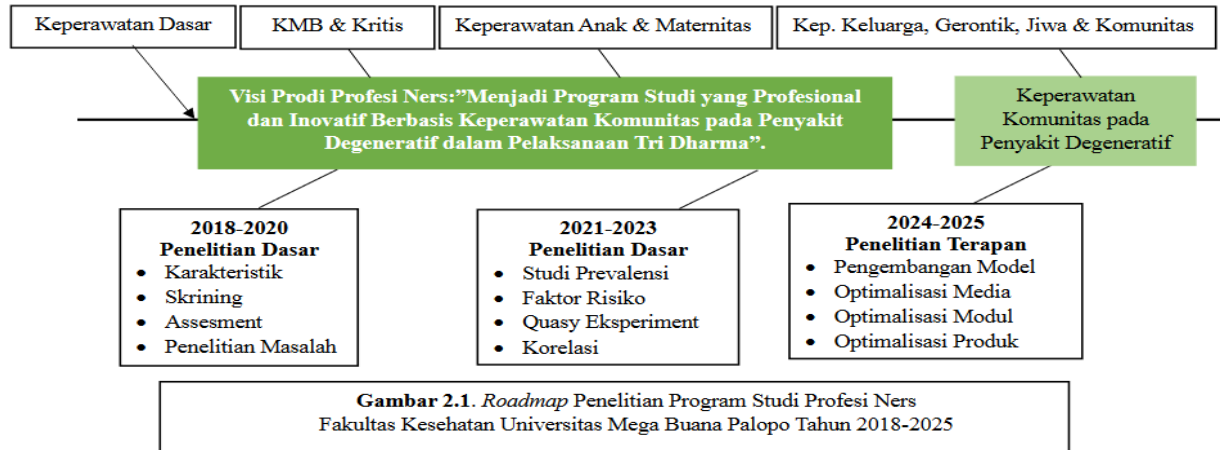 Keperawatan Dasar
KMB & Kritis
Keperawatan Anak & Maternitas
Kep. Keluarga, Gerontik, Jiwa & Komunitas
Visi Prodi Profesi Ners:”Menjadi Program Studi yang Profesional
dan Inovatif Berbasis Keperawatan Komunitas pada Penyakit
Degeneratif dalam Pelaksanaan Tri Dharma”.
Keperawatan
Komunitas pada
Penyakit Degeneratif
2018-2020
Penelitian Dasar
• Karakteristik
• Skrining
• Assesment
• Penelitian Masalah
2021-2023
Penelitian Dasar
• Studi Prevalensi
• Faktor Risiko
• Quasy Eksperiment
• Korelasi
2024-2025
Penelitian Terapan
• Pengembangan Model
• Optimalisasi Media
• Optimalisasi Modul
• Optimalisasi Produk
Gambar 2.1. Roadmap Penelitian Program Studi Profesi Ners
Fakultas Kesehatan Universitas Mega Buana Palopo Tahun 2018-2025